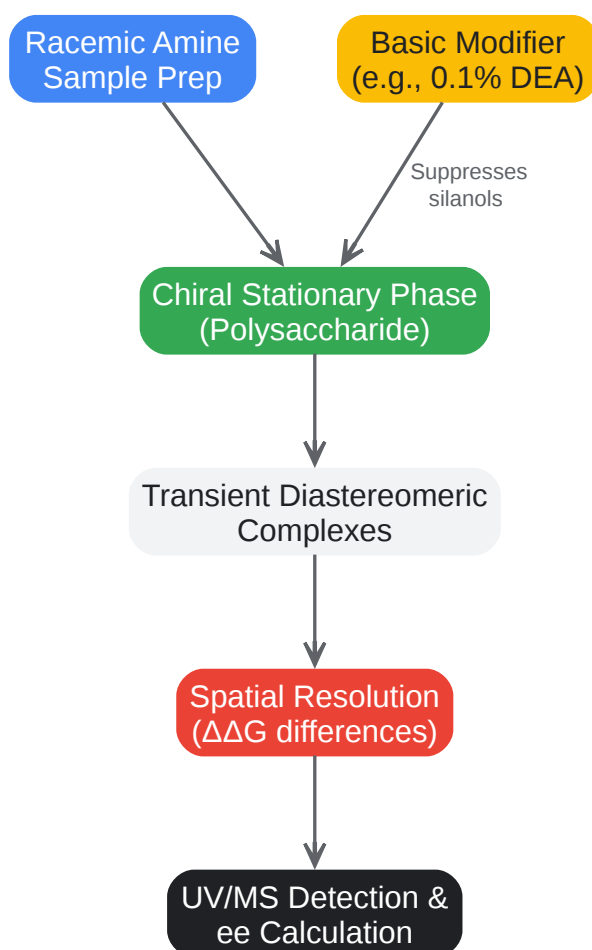 Racemic Amine
Sample Prep
Basic Modifier
(e.g., 0.1% DEA)
Suppresses
silanols
Chiral Stationary Phase
(Polysaccharide)
Transient Diastereomeric
Complexes
Spatial Resolution
(ΔΔG differences)
UV/MS Detection &
ee Calculation